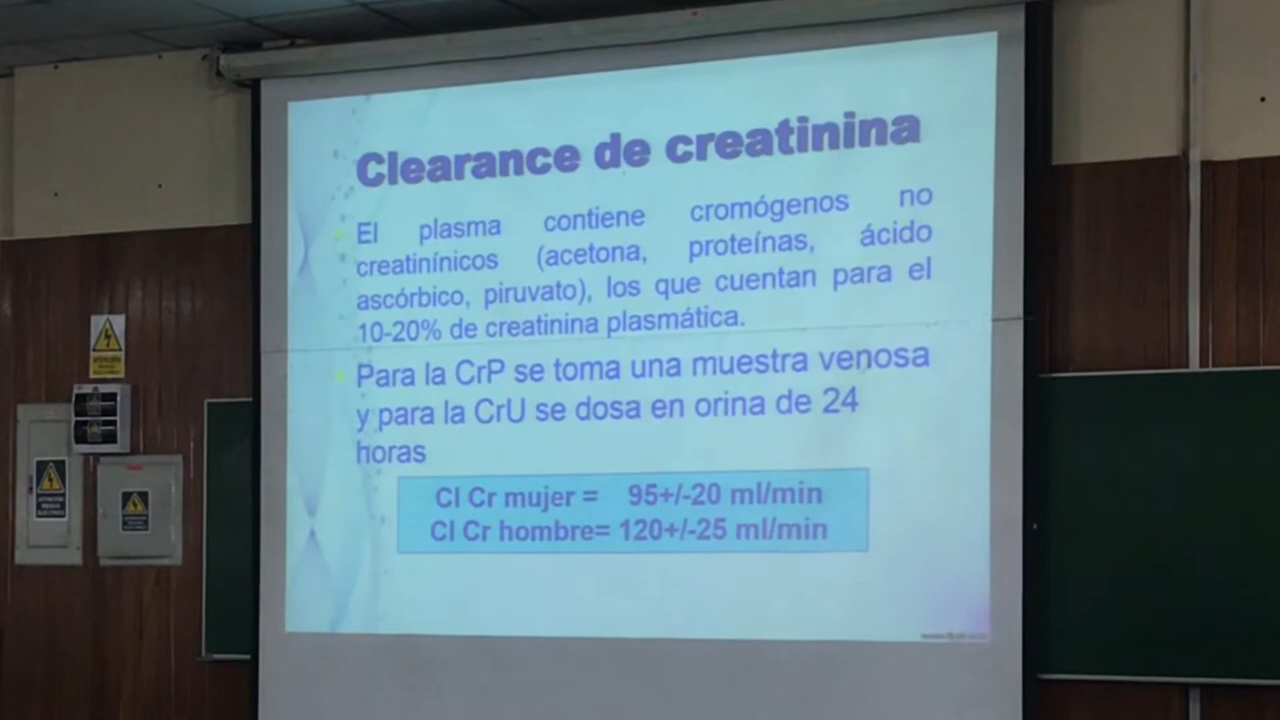 Clearance de creatinina
El plasma contiene cromógenos no
creatinínicos (acetona, proteínas, ácido
ascórbico, piruvato), los que cuentan para el
10-20% de creatinina plasmática.
Para la CrP se toma una muestra venosa
y para la CrU se dosa en orina de 24
horas
Cl Cr mujer = 95+/-20 ml/min
Cl Cr hombre= 120+/-25 ml/min